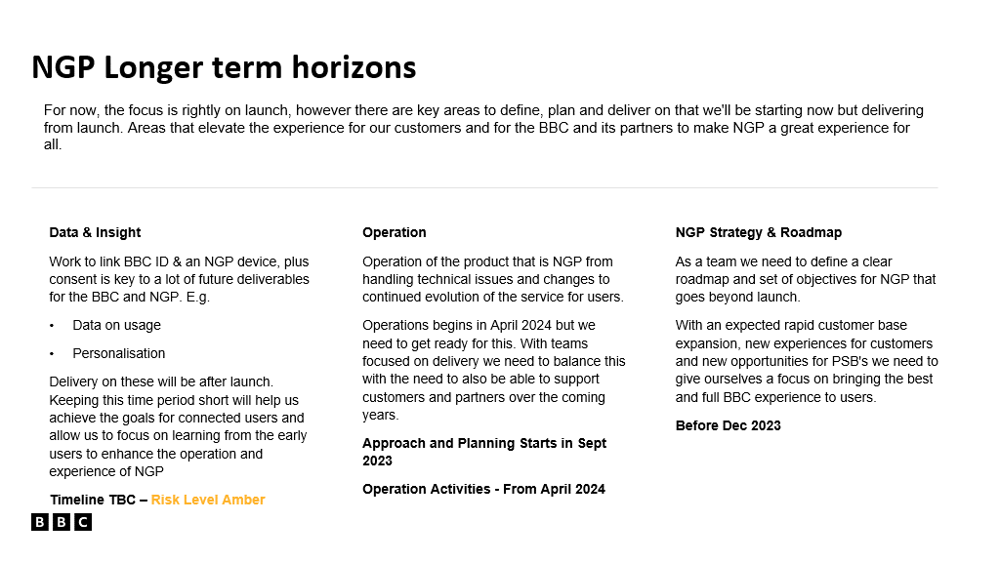 NGP Longer term horizons
For now, the focus is rightly on launch, however there are key areas to define, plan and deliver on that we'll be starting now but delivering
from launch. Areas that elevate the experience for our customers and for the BBC and its partners to make NGP a great experience for
all.
Data & Insight
Work to link BBC ID & an NGP device, plus
consent is key to a lot of future deliverables
for the BBC and NGP. E.g.
• Data on usage
• Personalisation
Delivery on these will be after launch.
Keeping this time period short will help us
achieve the goals for connected users and
allow us to focus on learning from the early
users to enhance the operation and
experience of NGP
Timeline TBC – Risk Level Amber
Operation
Operation of the product that is NGP from
handling technical issues and changes to
continued evolution of the service for users.
Operations begins in April 2024 but we
need to get ready for this. With teams
focused on delivery we need to balance this
with the need to also be able to support
customers and partners over the coming
years.
Approach and Planning Starts in Sept
2023
Operation Activities - From April 2024
NGP Strategy & Roadmap
As a team we need to define a clear
roadmap and set of objectives for NGP that
goes beyond launch.
With an expected rapid customer base
expansion, new experiences for customers
and new opportunities for PSB's we need to
give ourselves a focus on bringing the best
and full BBC experience to users.
Before Dec 2023
BBC